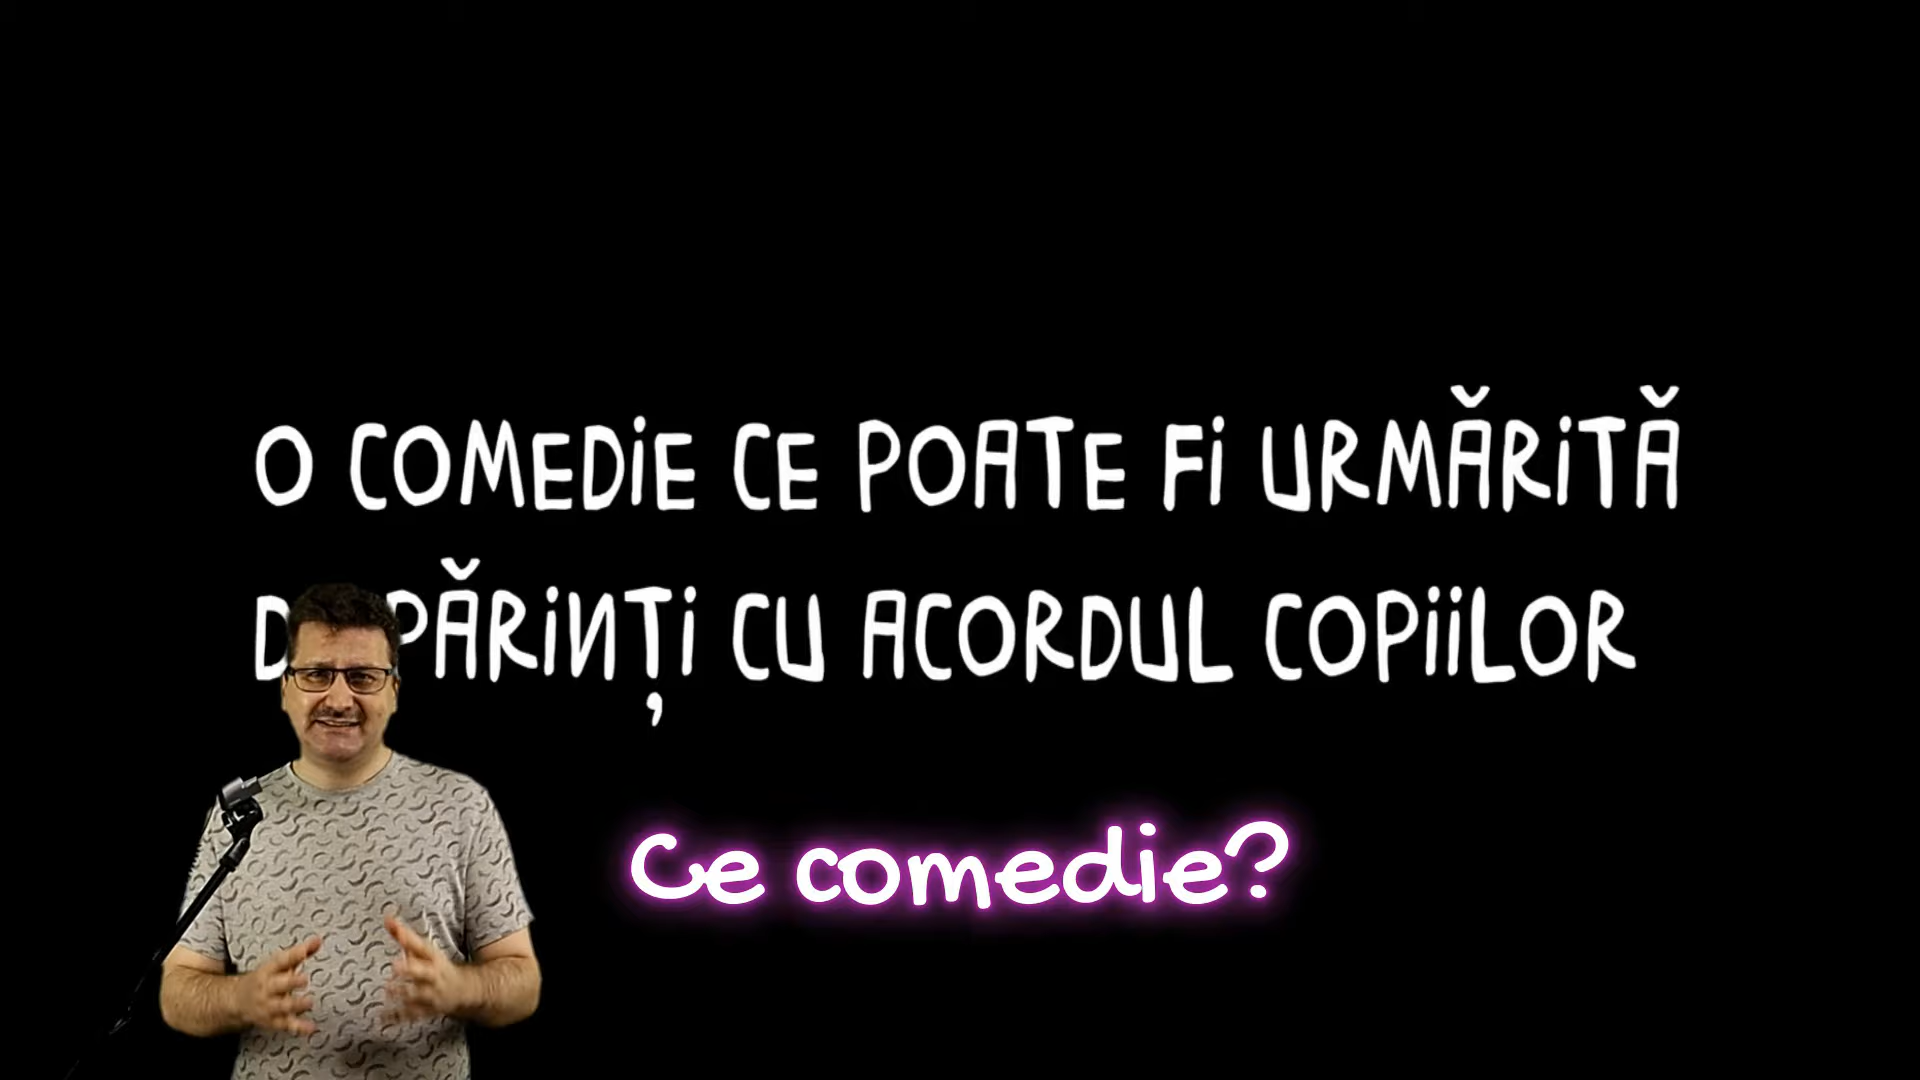 O COMEDIE CE POATE FI URMĂRITĂ
PĂRINȚI CU ACORDUL COPIILOR
Ce comedie?